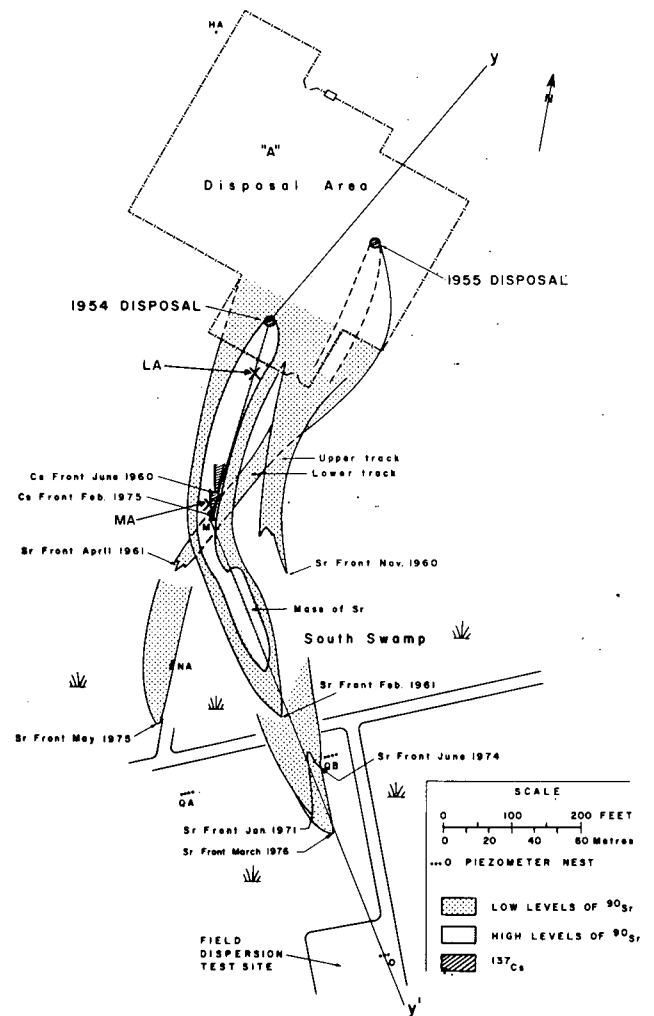 HA
y
N
"A"
Disposal Area
1955 DISPOSAL
1954 DISPOSAL
LA
Upper track
Lower track
Cs Front June 1960
Cs Front Feb. 1975
MA
M
Sr Front April 1961
Sr Front Nov. 1960
Mass of Sr
South Swamp
NA
Sr Front Feb. 1961
Sr Front May 1975
QB
Sr Front June 1974
QA
Sr Front Jan. 1971
Sr Front March 1976
SCALE
0 100 200 FEET
0 20 40 60 Metres
O PIEZOMETER NEST
LOW LEVELS OF ⁹⁰Sr
HIGH LEVELS OF ⁹⁰Sr
¹³⁷Cs
FIELD
DISPERSION
TEST SITE
O
y'